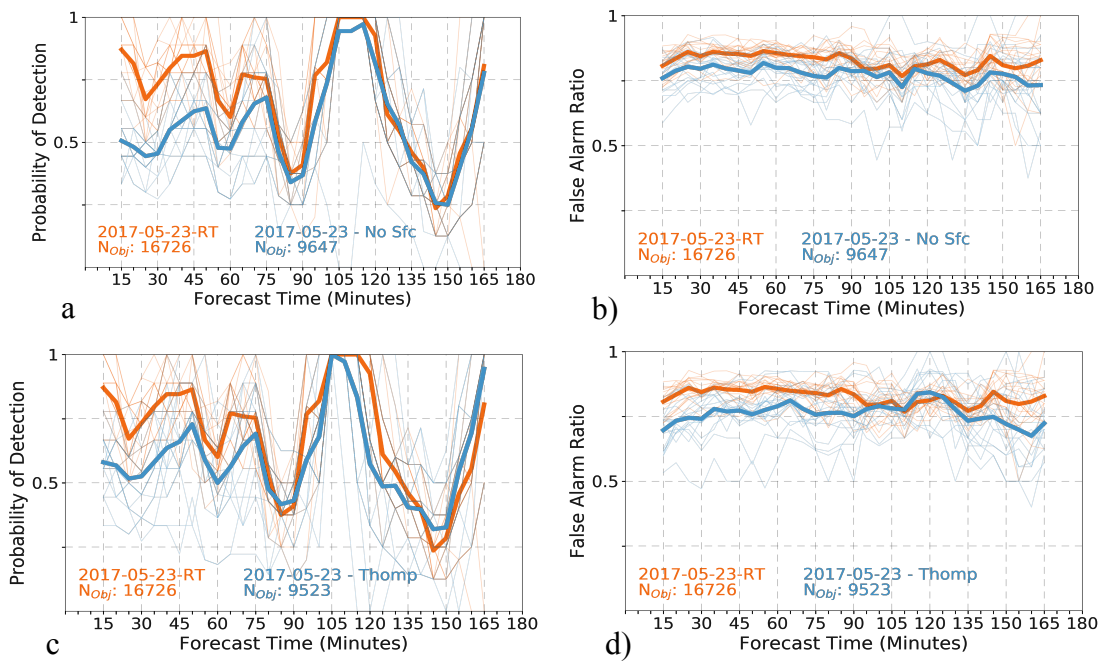 1
0.5
Probability of Detection
2017-05-23-RT
N_Obj: 16726
2017-05-23 - No Sfc
N_Obj: 9647
15 30 45 60 75 90 105 120 135 150 165 180
Forecast Time (Minutes)
a
1
0.5
False Alarm Ratio
2017-05-23-RT
N_Obj: 16726
2017-05-23 - No Sfc
N_Obj: 9647
15 30 45 60 75 90 105 120 135 150 165 180
Forecast Time (Minutes)
b)
1
0.5
Probability of Detection
2017-05-23-RT
N_Obj: 16726
2017-05-23 - Thomp
N_Obj: 9523
15 30 45 60 75 90 105 120 135 150 165 180
Forecast Time (Minutes)
c
1
0.5
False Alarm Ratio
2017-05-23-RT
N_Obj: 16726
2017-05-23 - Thomp
N_Obj: 9523
15 30 45 60 75 90 105 120 135 150 165 180
Forecast Time (Minutes)
d)